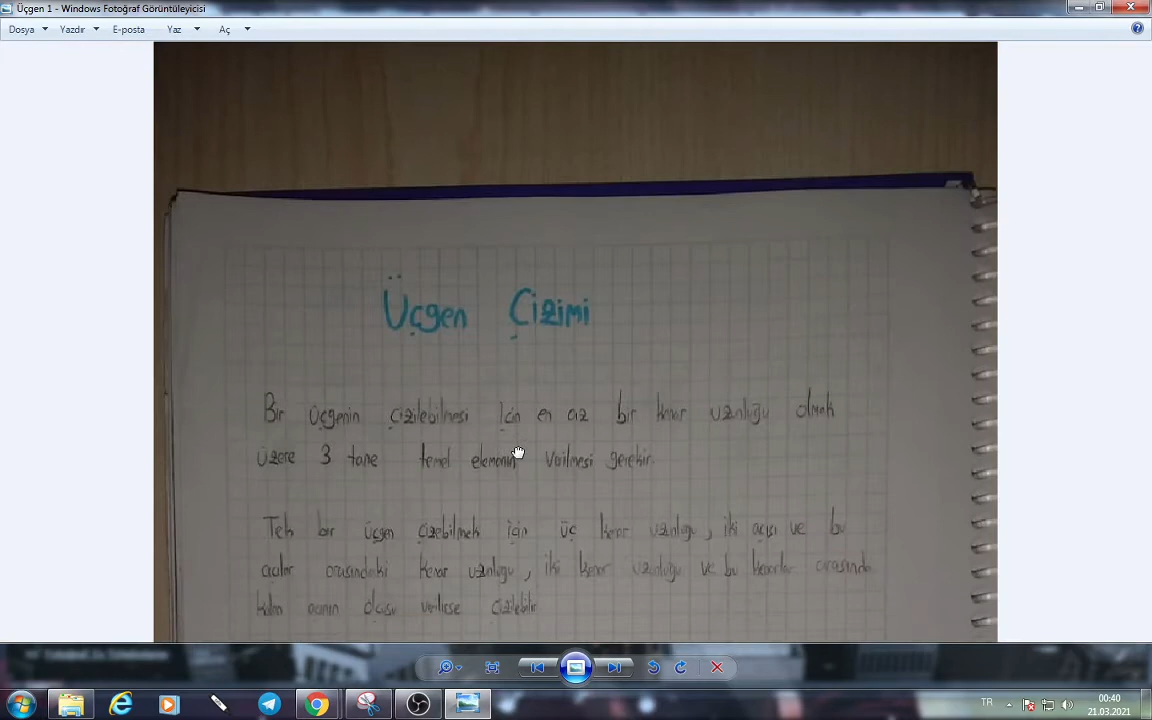 Üçgen 1 - Windows Fotoğraf Görüntüleyicisi
Dosya Yazdır E-posta Yaz Aç
Üçgen Çizimi
Bir üçgenin çizilebilmesi için en az bir kenar uzunluğu olmak
üzere 3 tane temel elemanın verilmesi gerekir.
Tek bir üçgen çizebilmek için üç kenar uzunluğu, iki açısı ve bu
açılar arasındaki kenar uzunluğu, iki kenar uzunluğu ve bu kenarlar arasında
kalan açının ölçüsü verilirse çizilebilir
TR 00:40
21.03.2021